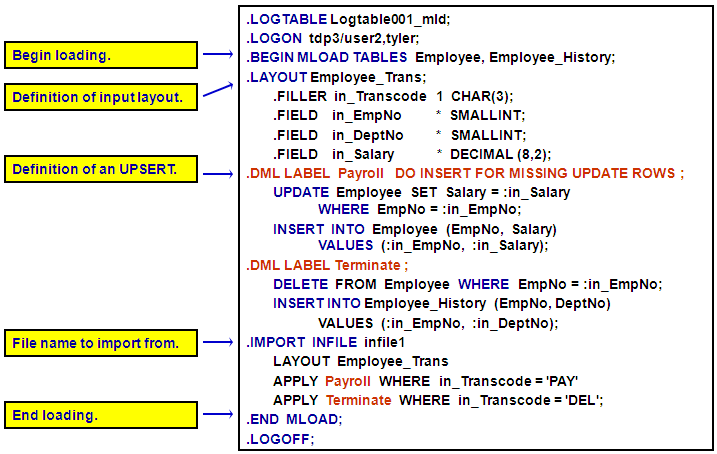 .LOGTABLE Logtable001_mld;
.LOGON tdp3/user2,tyler;
Begin loading.
.BEGIN MLOAD TABLES Employee, Employee_History;
.LAYOUT Employee_Trans;
Definition of input layout.
.FILLER in_Transcode 1 CHAR(3);
.FIELD in_EmpNo * SMALLINT;
.FIELD in_DeptNo * SMALLINT;
.FIELD in_Salary * DECIMAL (8,2);
Definition of an UPSERT.
.DML LABEL Payroll DO INSERT FOR MISSING UPDATE ROWS ;
UPDATE Employee SET Salary = :in_Salary
WHERE EmpNo = :in_EmpNo;
INSERT INTO Employee (EmpNo, Salary)
VALUES (:in_EmpNo, :in_Salary);
.DML LABEL Terminate ;
DELETE FROM Employee WHERE EmpNo = :in_EmpNo;
INSERT INTO Employee_History (EmpNo, DeptNo)
VALUES (:in_EmpNo, :in_DeptNo);
File name to import from.
.IMPORT INFILE infile1
LAYOUT Employee_Trans
APPLY Payroll WHERE in_Transcode = 'PAY'
APPLY Terminate WHERE in_Transcode = 'DEL';
End loading.
.END MLOAD;
.LOGOFF;